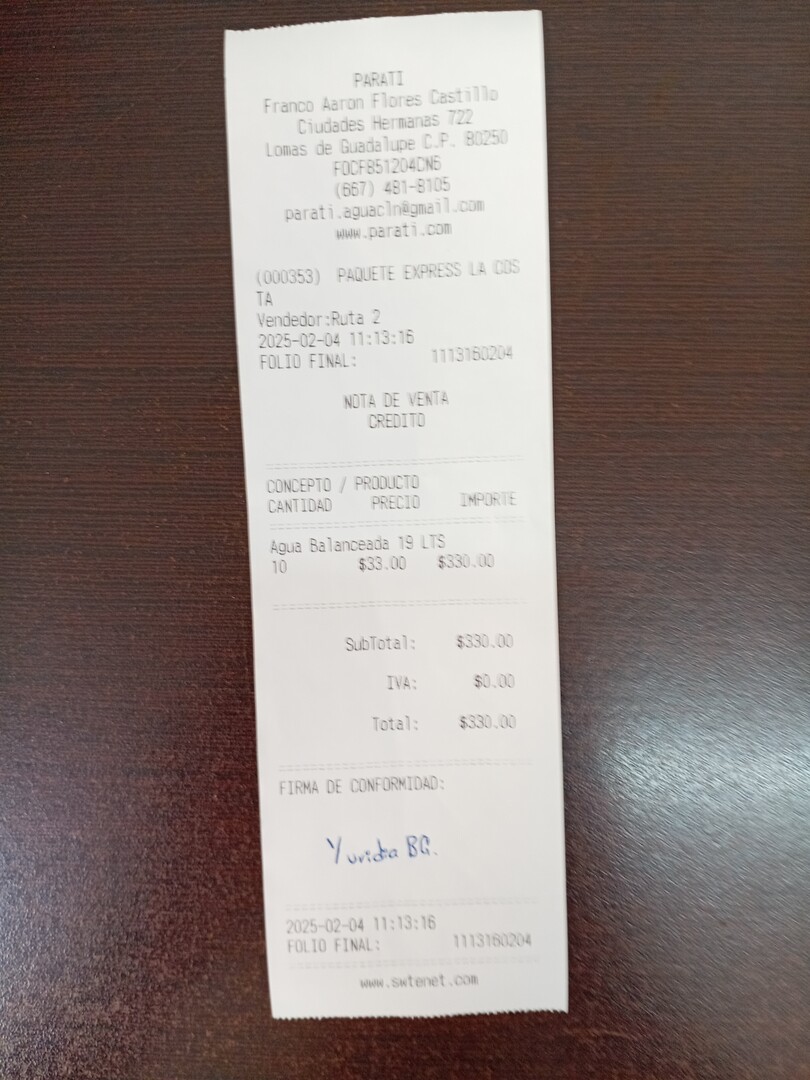 PARATI
Franco Aaron Flores Castillo
Ciudades Hermanas 722
Lomas de Guadalupe C.P. 80250
FOCF851204CN6
(667) 481-8105
parati.aguacln@gmail.com
www.parati.com
(000353) PAQUETE EXPRESS LA COS
TA
Vendedor:Ruta 2
2025-02-04 11:13:16
FOLIO FINAL: 1113160204
NOTA DE VENTA
CREDITO
CONCEPTO / PRODUCTO
CANTIDAD PRECIO IMPORTE
Agua Balanceada 19 LTS
10 $33.00 $330.00
SubTotal: $330.00
IVA: $0.00
Total: $330.00
FIRMA DE CONFORMIDAD:
Yuridia BG.
2025-02-04 11:13:16
FOLIO FINAL: 1113160204
www.swtenet.com